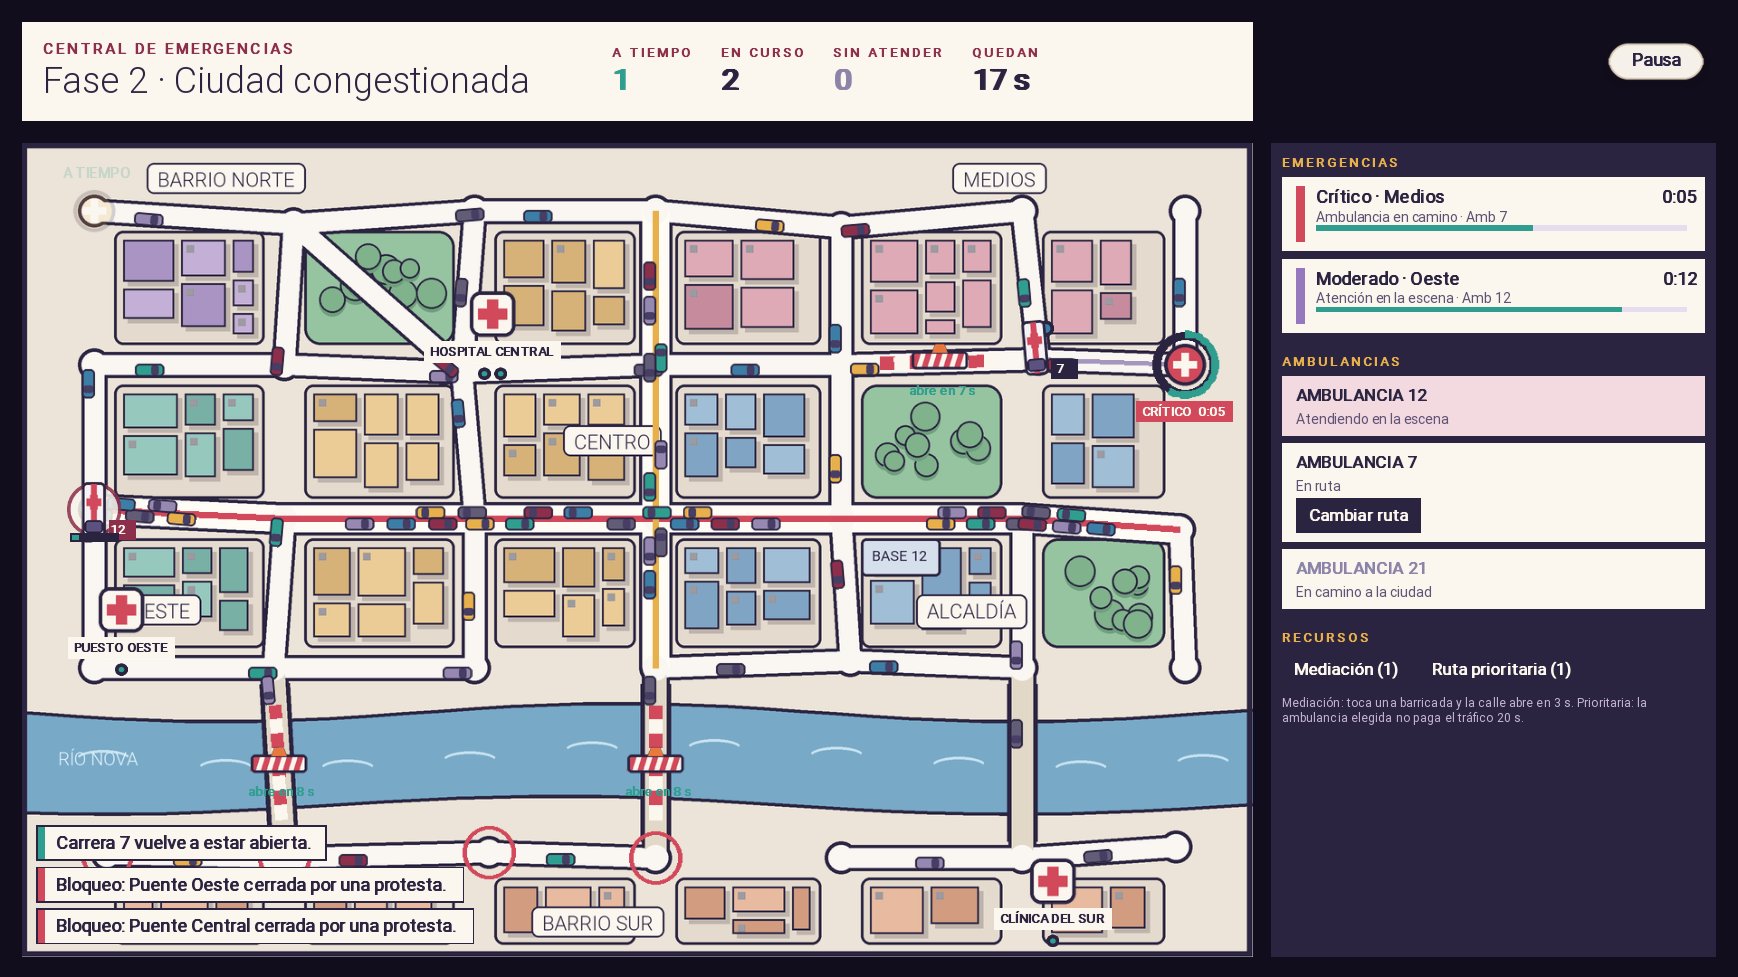 CENTRAL DE EMERGENCIAS
Fase 2 · Ciudad congestionada
A TIEMPO
1
EN CURSO
2
SIN ATENDER
0
QUEDAN
17 s
Pausa
A TIEMPO
BARRIO NORTE
MEDIOS
HOSPITAL CENTRAL
7
abre en 7 s
CRÍTICO 0:05
CENTRO
12
BASE 12
ESTE
ALCALDÍA
PUESTO OESTE
RÍO NOVA
abre en 8 s
abre en 8 s
Carrera 7 vuelve a estar abierta.
Bloqueo: Puente Oeste cerrada por una protesta.
Bloqueo: Puente Central cerrada por una protesta.
BARRIO SUR
CLÍNICA DEL SUR
EMERGENCIAS
Crítico · Medios
0:05
Ambulancia en camino · Amb 7
Moderado · Oeste
0:12
Atención en la escena · Amb 12
AMBULANCIAS
AMBULANCIA 12
Atendiendo en la escena
AMBULANCIA 7
En ruta
Cambiar ruta
AMBULANCIA 21
En camino a la ciudad
RECURSOS
Mediación (1)
Ruta prioritaria (1)
Mediación: toca una barricada y la calle abre en 3 s. Prioritaria: la
ambulancia elegida no paga el tráfico 20 s.